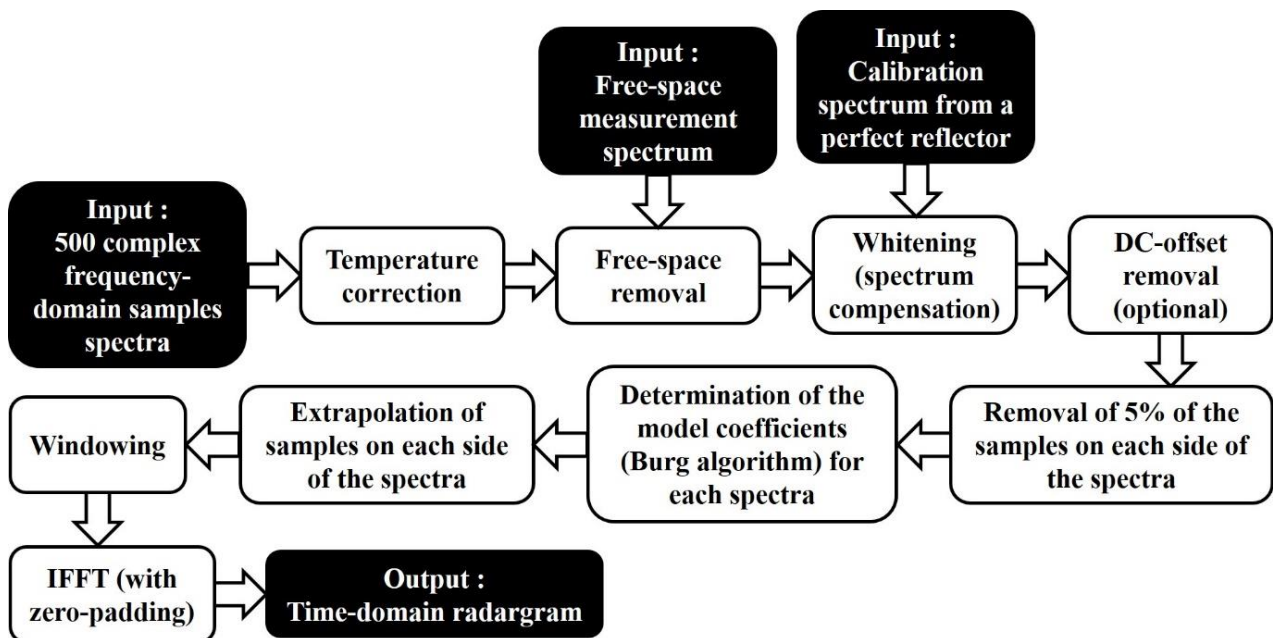 Input :
500 complex
frequency-
domain samples
spectra
Temperature
correction
Input :
Free-space
measurement
spectrum
Free-space
removal
Input :
Calibration
spectrum from a
perfect reflector
Whitening
(spectrum
compensation)
DC-offset
removal
(optional)
Removal of 5% of the
samples on each side of
the spectra
Determination of the
model coefficients
(Burg algorithm) for
each spectra
Extrapolation of
samples on each side
of the spectra
Windowing
IFFT (with
zero-padding)
Output :
Time-domain radargram